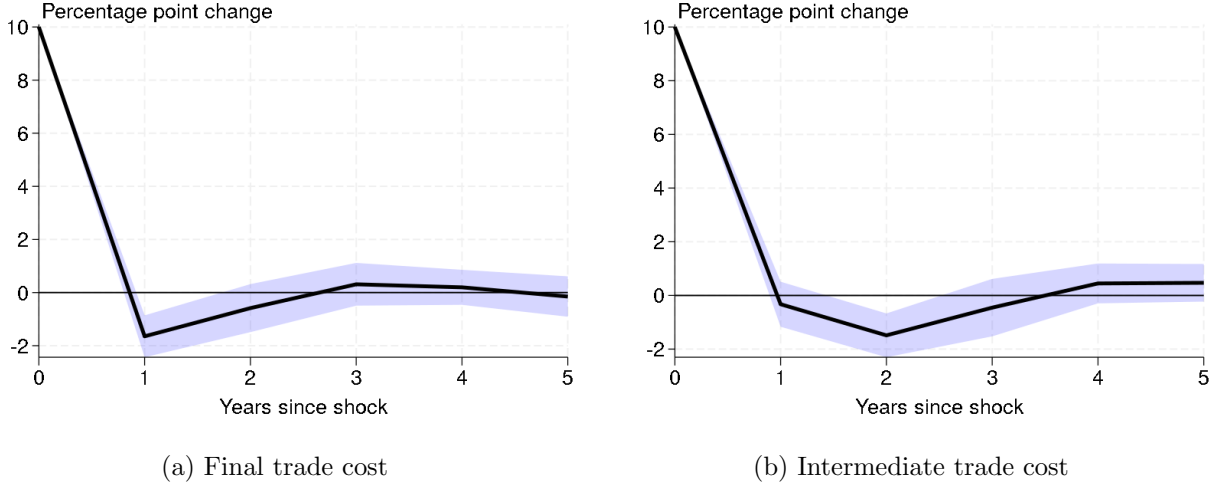 Percentage point change
10
8
6
4
2
0
-2
0 1 2 3 4 5
Years since shock
(a) Final trade cost
Percentage point change
10
8
6
4
2
0
-2
0 1 2 3 4 5
Years since shock
(b) Intermediate trade cost